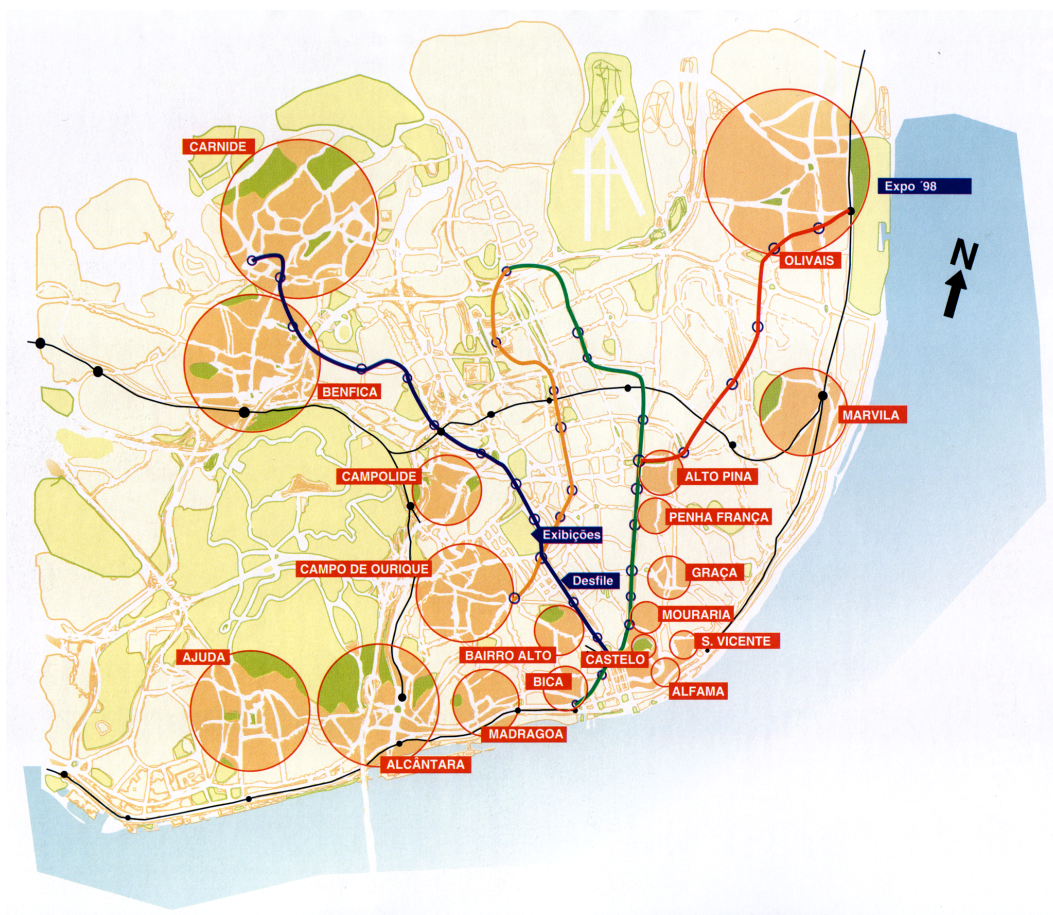 CARNIDE
Expo ´98
N
OLIVAIS
BENFICA
MARVILA
CAMPOLIDE
ALTO PINA
PENHA FRANÇA
Exibições
CAMPO DE OURIQUE
GRAÇA
Desfile
MOURARIA
S. VICENTE
BAIRRO ALTO
CASTELO
AJUDA
BICA
ALFAMA
MADRAGOA
ALCÂNTARA